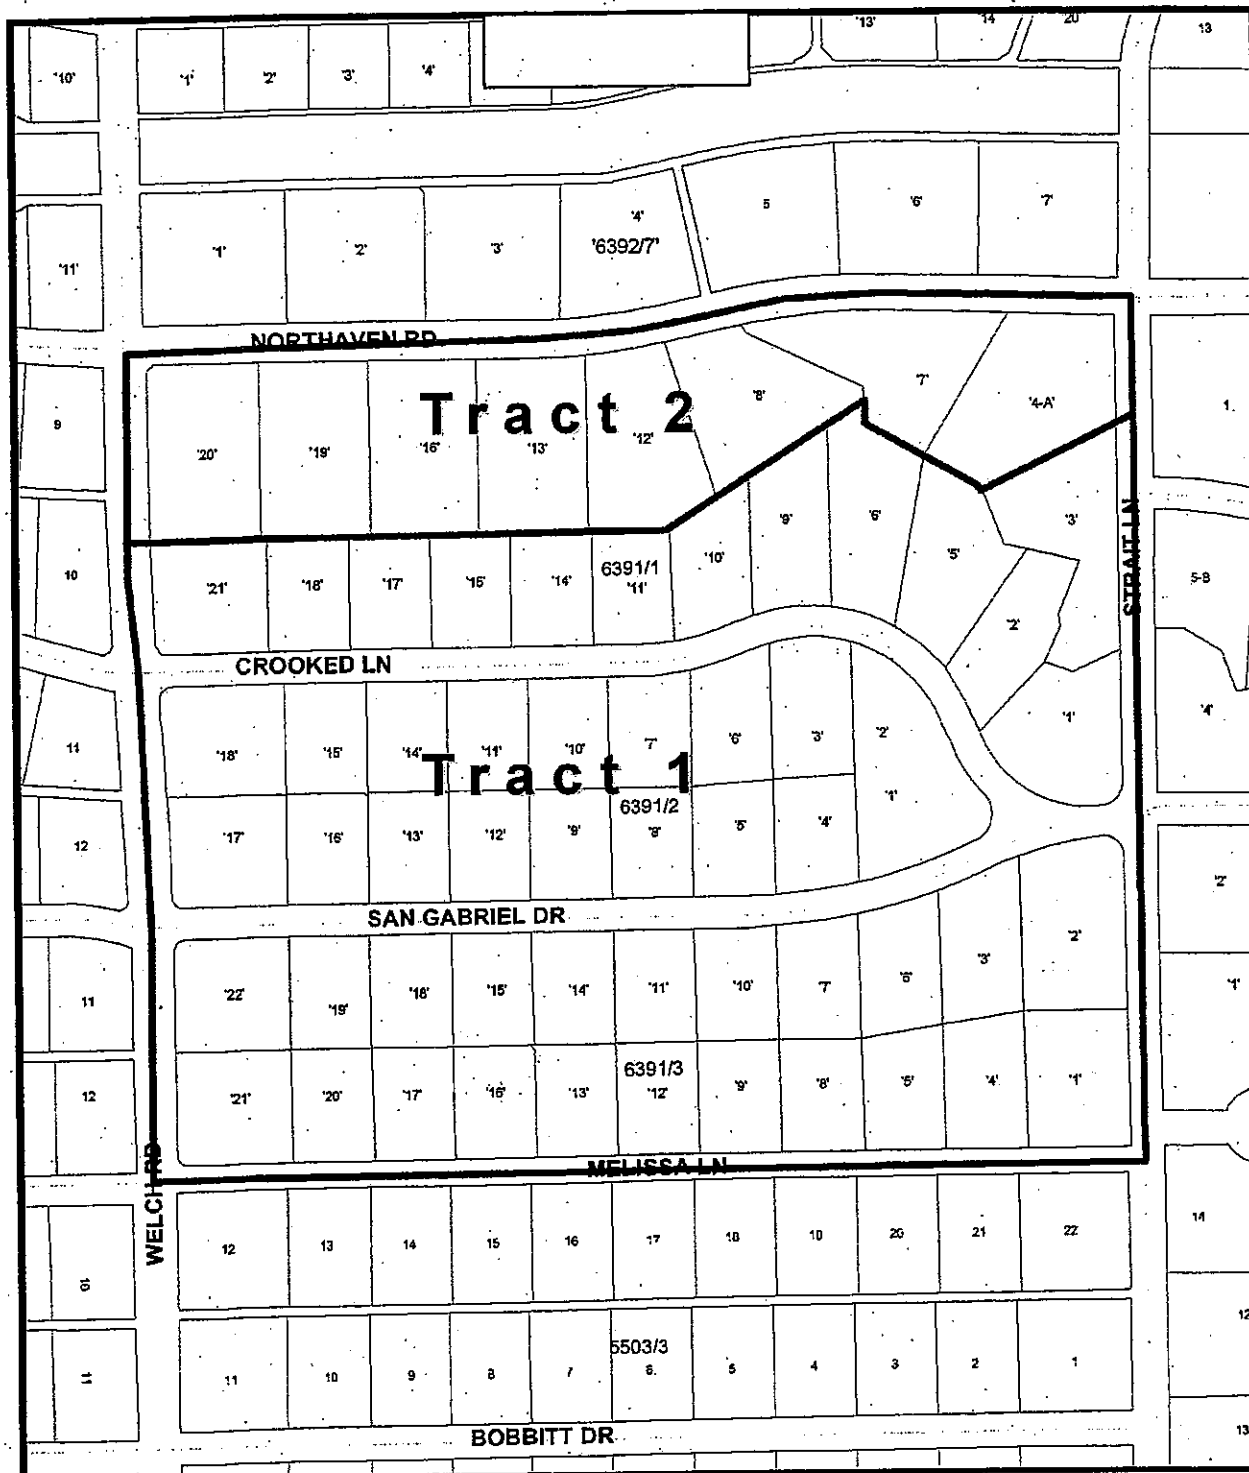 '13' 14 20 13
'10' '1' '2' '3' '4'
'4' 5 '6' '7'
'11' '1' '2' '3' '6392/7'
NORTHAVEN RD
'8' '7' '4-A' 1
9 '20' '19' '16' '13' '12'
Tract 2
'9' '6' '3'
STRAIT LN
10 '21' '18' '17' '15' '14' 6391/1 '10' '5' 5-B
'11'
'2'
CROOKED LN
'1' '4'
11 '18' '15' '14' '11' '10' '7' '6' '3' '2'
Tract 1
6391/2 '1'
12 '17' '16' '13' '12' '9' '8' '5' '4'
'2'
SAN GABRIEL DR
'2'
11 '22' '19' '18' '15' '14' '11' '10' '7' '6' '3' '1'
6391/3
12 '21' '20' '17' '16' '13' '12' '9' '8' '5' '4' '1'
WELCH RD
MELISSA LN
12 13 14 15 16 17 18 20 21 22 14
10
5503/3 12
11 11 10 9 8 7 6 5 4 3 2 1
BOBBITT DR
13